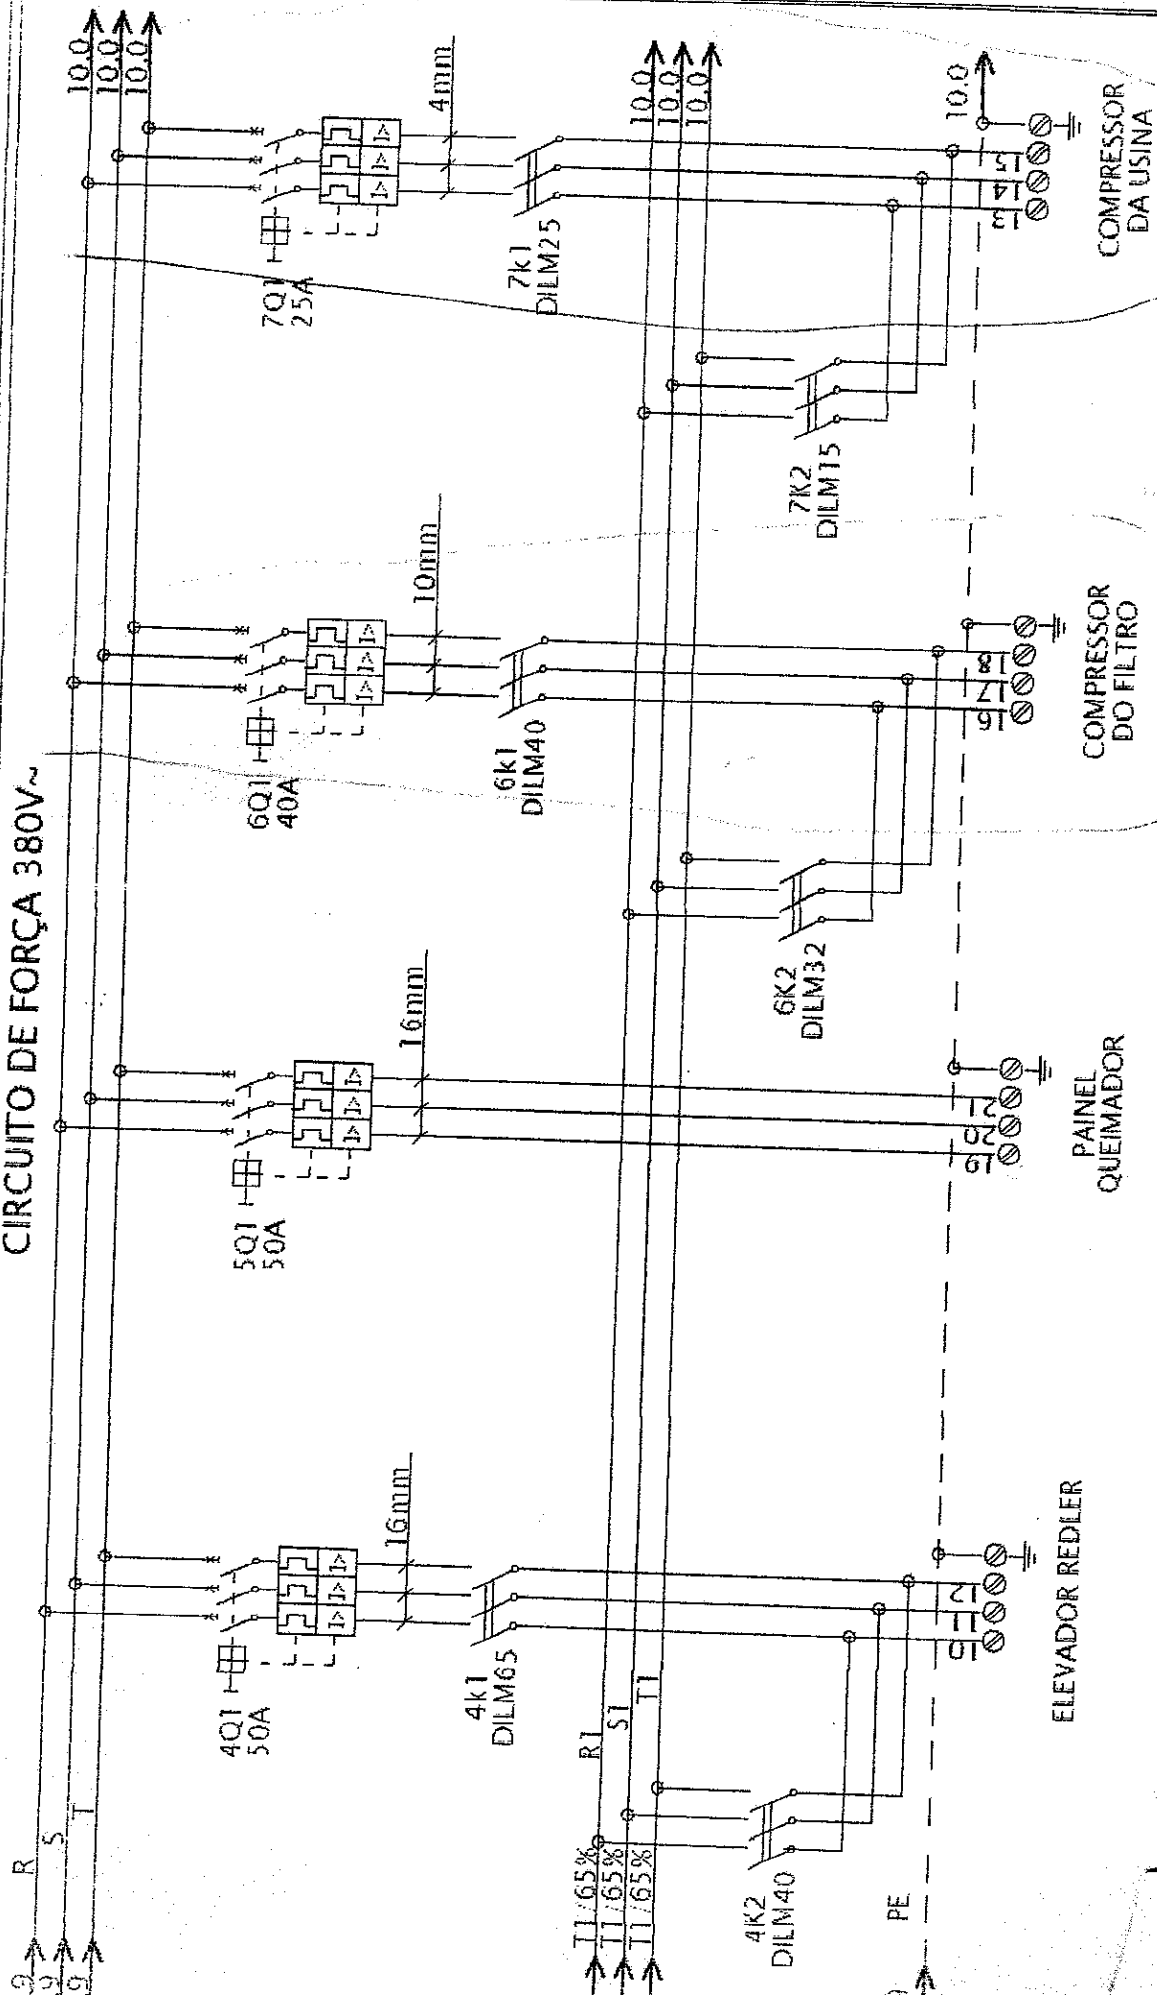 CIRCUITO DE FORÇA 380V~
R
S
T
9
9
9
10.0
10.0
10.0
4Q1
50A
16mm
4k1
DILM65
5Q1
50A
16mm
6Q1
40A
10mm
6k1
DILM40
7Q1
25A
4mm
7k1
DILM25
T1/65%
T1/65%
T1/65%
R1
S1
T1
10.0
10.0
10.0
4K2
DILM40
6K2
DILM32
7K2
DILM15
PE
10.0
10
11
12
19
20
21
16
17
18
13
14
15
ELEVADOR REDLER
PAINEL
QUEIMADOR
COMPRESSOR
DO FILTRO
COMPRESSOR
DA USINA